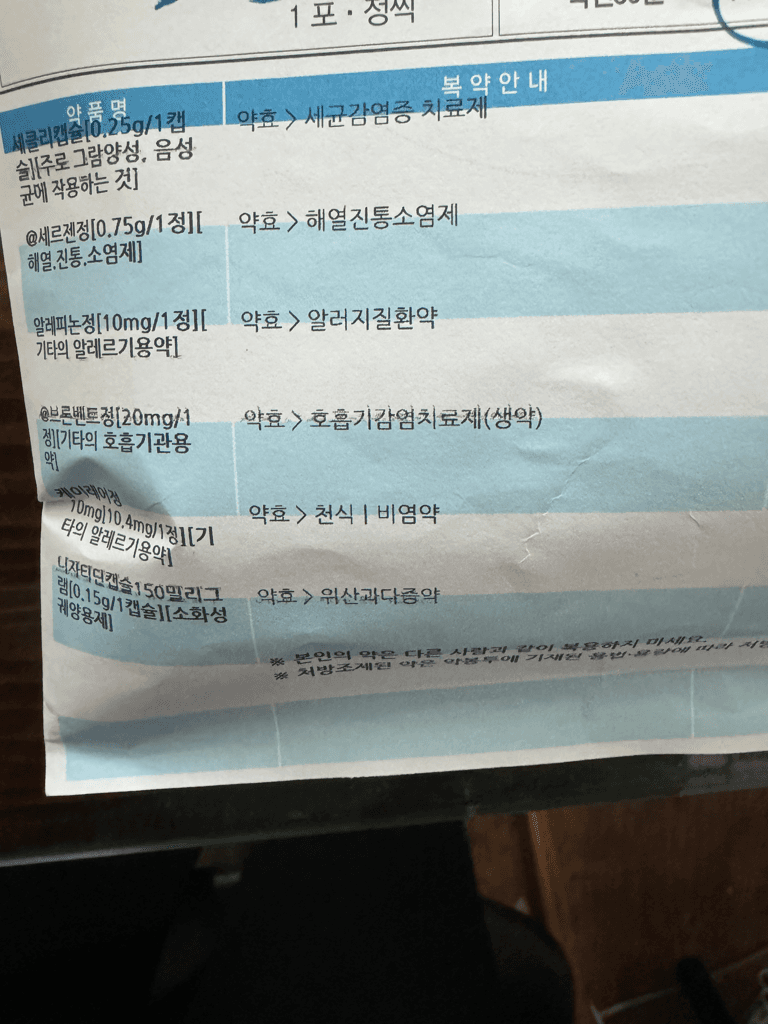 1 포 · 정씩
약품명
복약안내
세클리캡슐[0.25g/1캡
슐][주로 그람양성, 음성
균에 작용하는 것]
약효 > 세균감염증 치료제
@세르젠정[0.75g/1정][
해열.진통.소염제]
약효 > 해열진통소염제
알레피논정[10mg/1정][
기타의 알레르기용약]
약효 > 알러지질환약
@브론벤트정[20mg/1
정][기타의 호흡기관용
약]
약효 > 호흡기감염치료제(생약)
케이레이정
10mg[10.4mg/1정][기
타의 알레르기용약]
약효 > 천식 | 비염약
니자티딘캡슐150밀리그
램[0.15g/1캡슐][소화성
궤양용제]
약효 > 위산과다증약
※ 본인의 약은 다른 사람과 같이 복용하지 마세요.
※ 처방조제된 약은 약봉투에 기재된 용법·용량에 따라